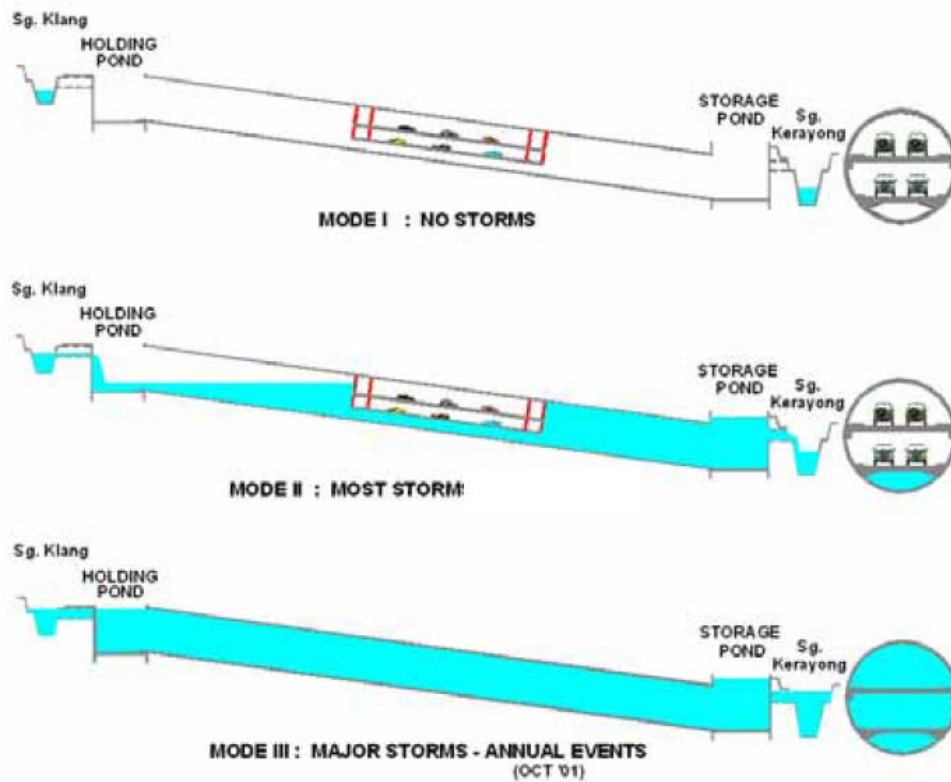 Sg. Klang
HOLDING
POND
STORAGE
POND
Sg.
Kerayong
MODE I : NO STORMS
Sg. Klang
HOLDING
POND
STORAGE
POND
Sg.
Kerayong
MODE II : MOST STORMS
Sg. Klang
HOLDING
POND
STORAGE
POND
Sg.
Kerayong
MODE III : MAJOR STORMS - ANNUAL EVENTS
(OCT '01)